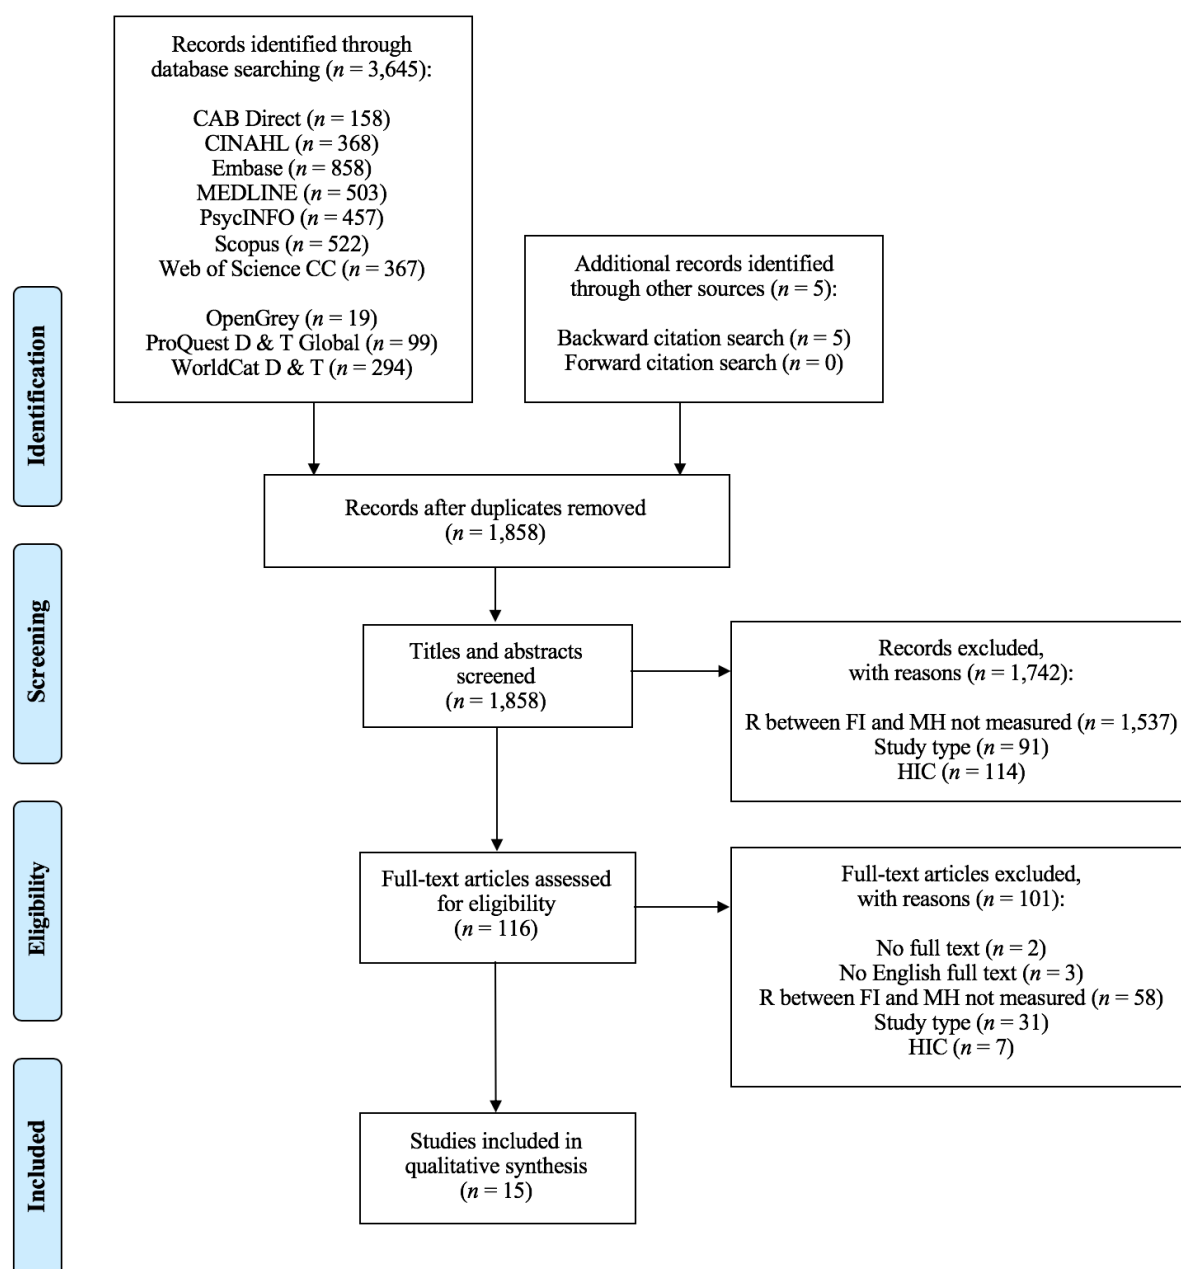 Records identified through
database searching (n = 3,645):
CAB Direct (n = 158)
CINAHL (n = 368)
Embase (n = 858)
MEDLINE (n = 503)
PsycINFO (n = 457)
Scopus (n = 522)
Web of Science CC (n = 367)
OpenGrey (n = 19)
ProQuest D & T Global (n = 99)
WorldCat D & T (n = 294)
Additional records identified
through other sources (n = 5):
Backward citation search (n = 5)
Forward citation search (n = 0)
Identification
Records after duplicates removed
(n = 1,858)
Screening
Titles and abstracts
screened
(n = 1,858)
Records excluded,
with reasons (n = 1,742):
R between FI and MH not measured (n = 1,537)
Study type (n = 91)
HIC (n = 114)
Eligibility
Full-text articles assessed
for eligibility
(n = 116)
Full-text articles excluded,
with reasons (n = 101):
No full text (n = 2)
No English full text (n = 3)
R between FI and MH not measured (n = 58)
Study type (n = 31)
HIC (n = 7)
Included
Studies included in
qualitative synthesis
(n = 15)